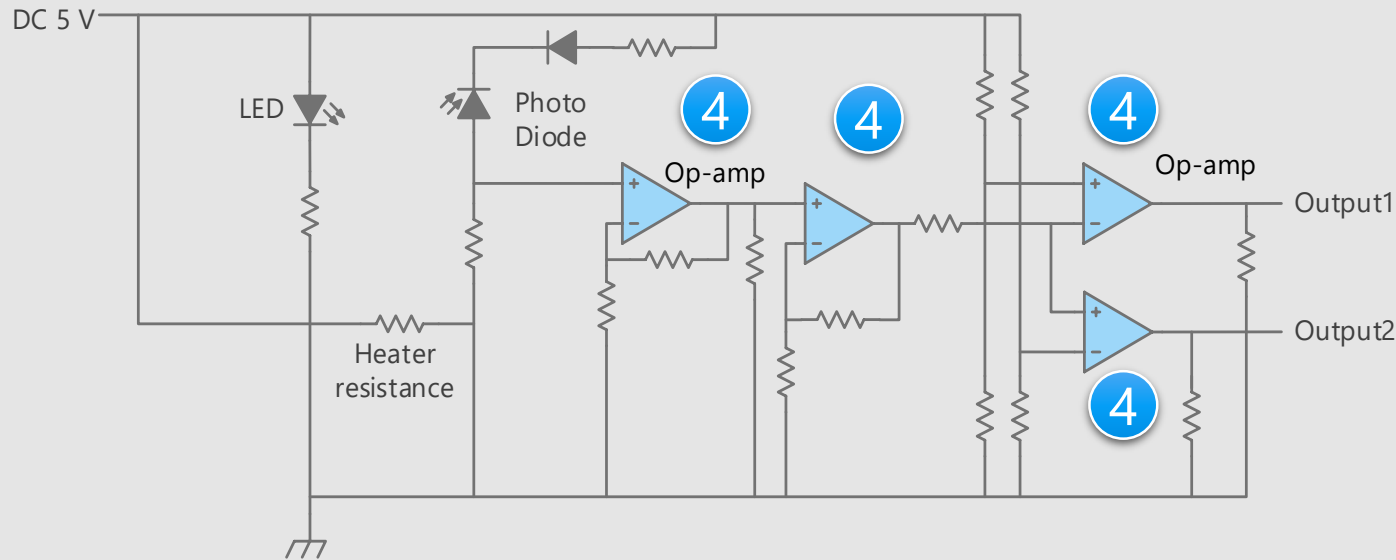 DC 5 V
LED
Photo
Diode
4
4
4
Op-amp
Op-amp
+
−
+
−
+
−
Output1
Heater
resistance
+
−
Output2
4